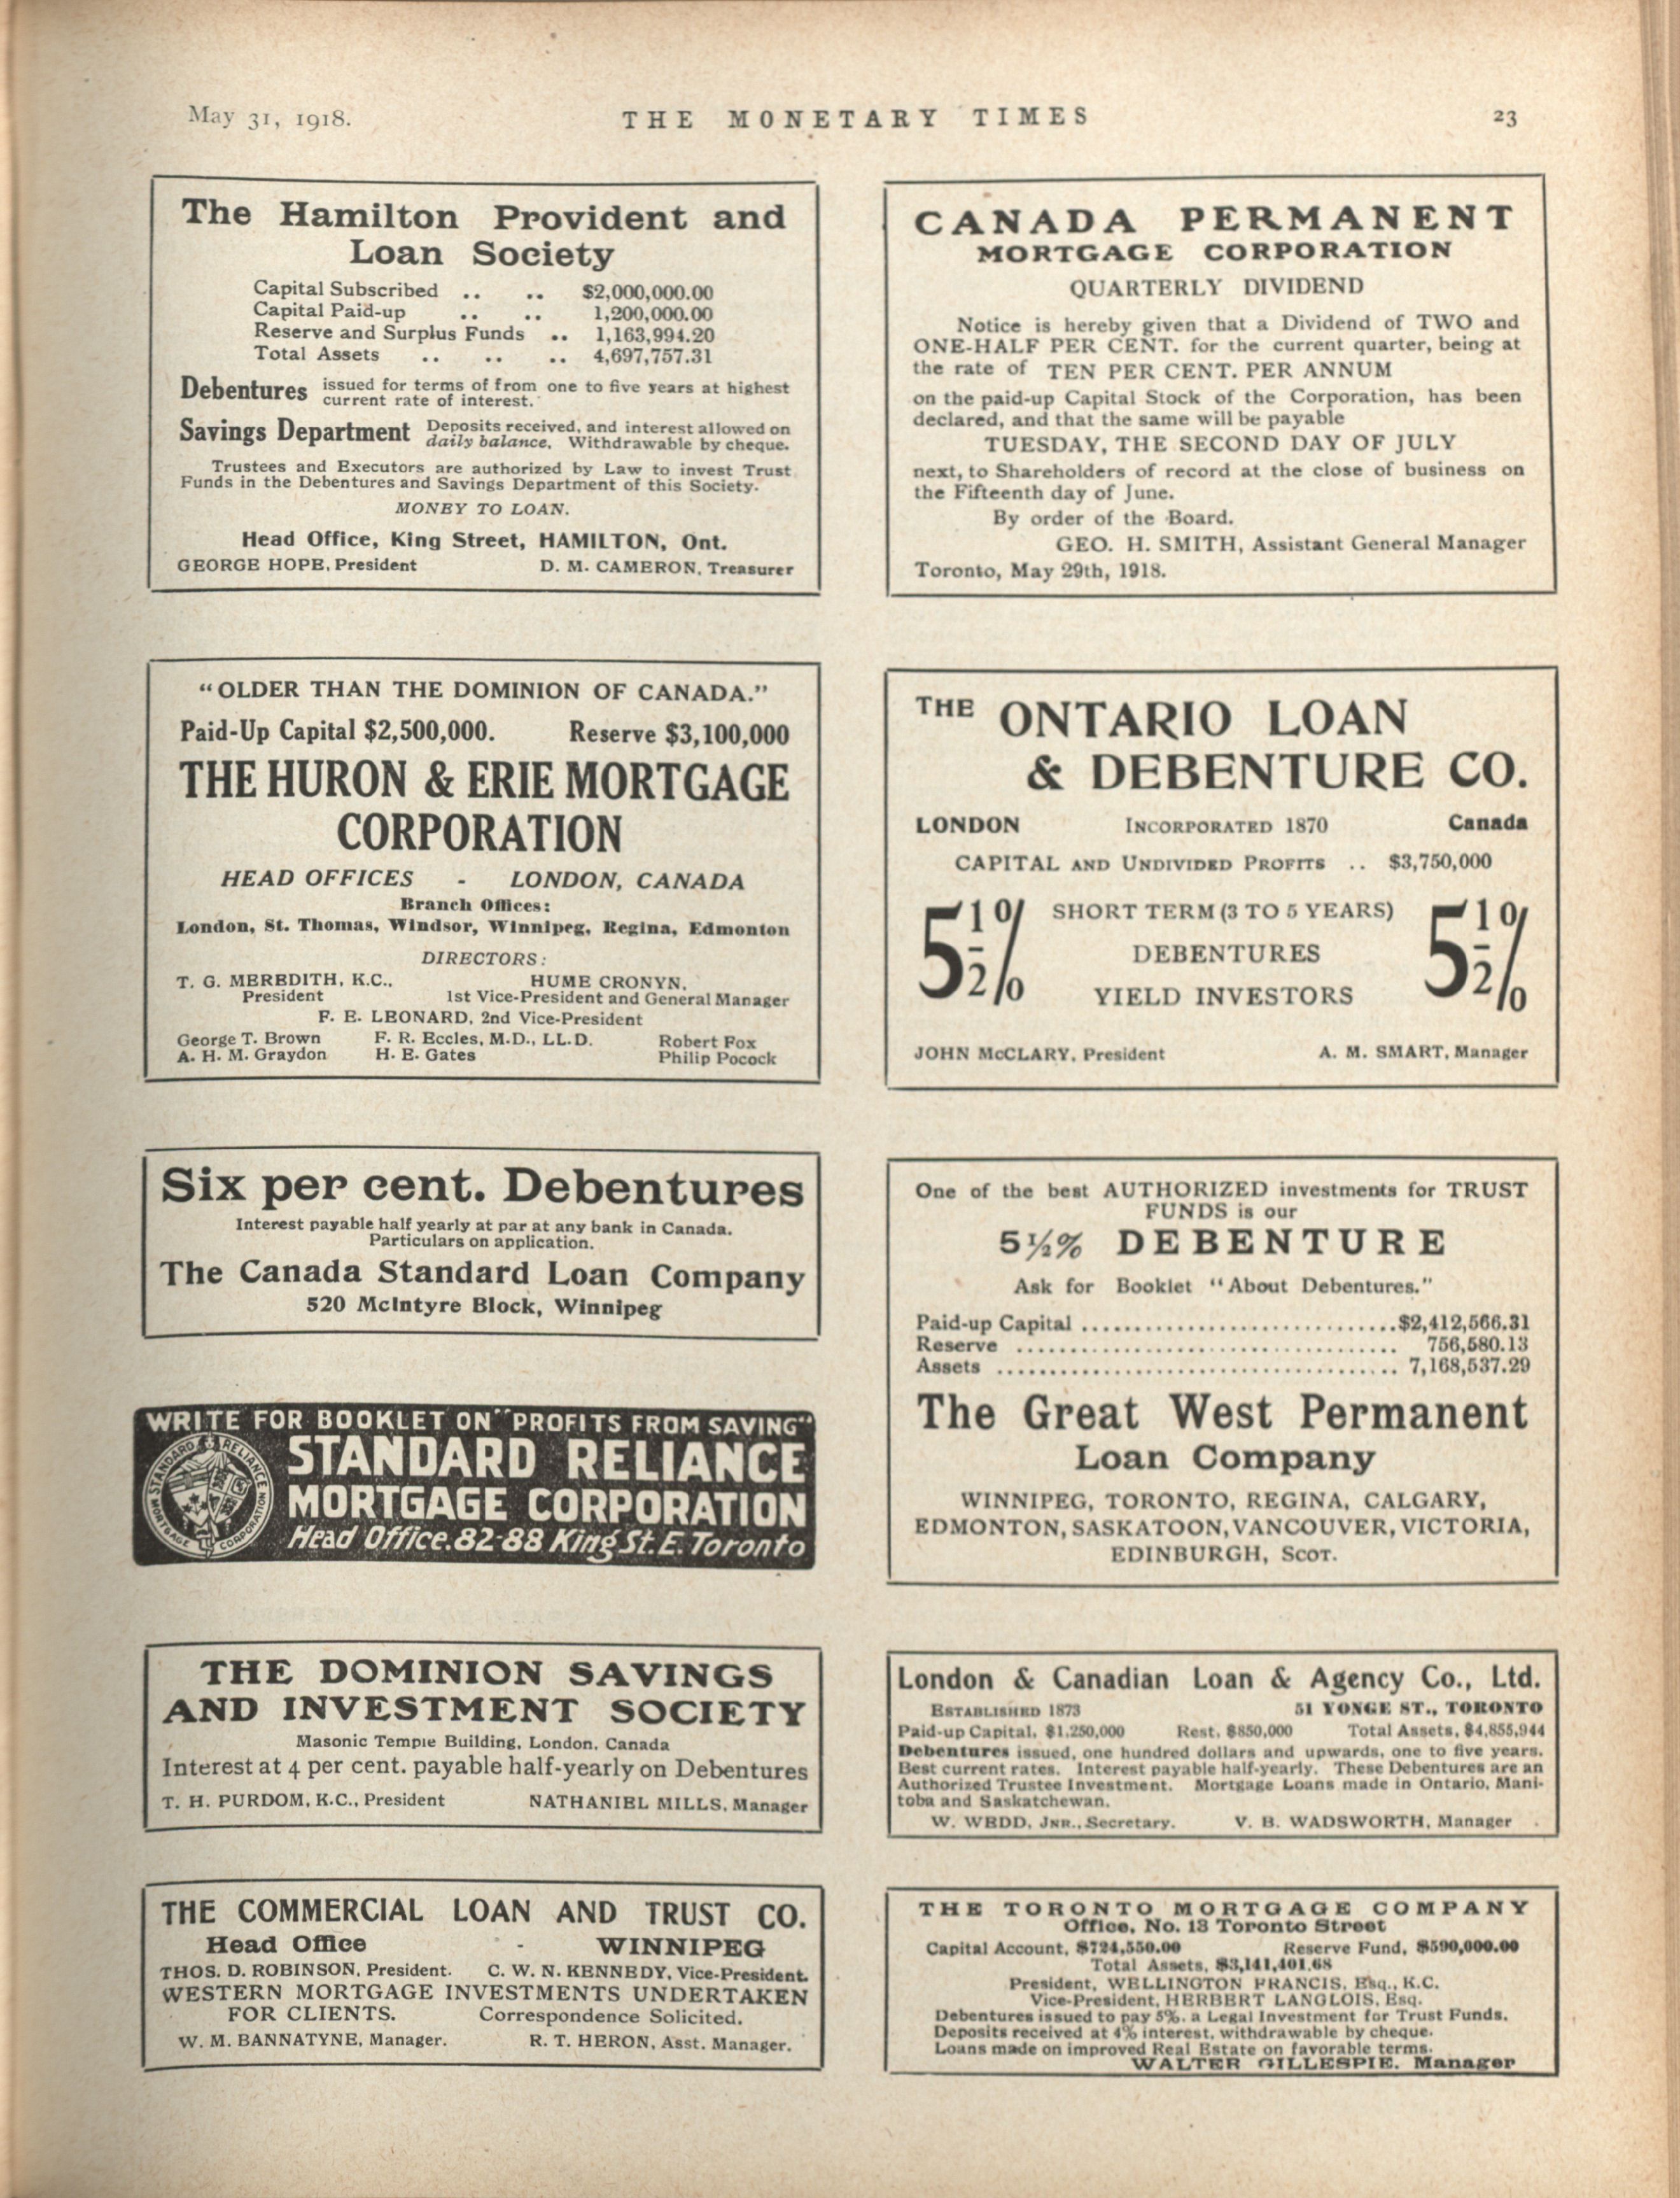 May 31, 1918.
THE MONETARY TIMES
23
The Hamilton Provident and
Loan Society
Capital Subscribed .. .. $2,000,000.00
Capital Paid-up .. .. 1,200,000.00
Reserve and Surplus Funds .. 1,163,994.20
Total Assets .. .. .. 4,697,757.31
Debentures issued for terms of from one to five years at highest
current rate of interest.
Savings Department Deposits received, and interest allowed on
daily balance. Withdrawable by cheque.
Trustees and Executors are authorized by Law to invest Trust
Funds in the Debentures and Savings Department of this Society.
MONEY TO LOAN.
Head Office, King Street, HAMILTON, Ont.
GEORGE HOPE, President D. M. CAMERON, Treasurer
"OLDER THAN THE DOMINION OF CANADA."
Paid-Up Capital $2,500,000. Reserve $3,100,000
THE HURON & ERIE MORTGAGE
CORPORATION
HEAD OFFICES - LONDON, CANADA
Branch Offices:
London, St. Thomas, Windsor, Winnipeg, Regina, Edmonton
DIRECTORS:
T. G. MEREDITH, K.C., HUME CRONYN,
President 1st Vice-President and General Manager
F. E. LEONARD, 2nd Vice-President
George T. Brown F. R. Eccles, M.D., LL.D. Robert Fox
A. H. M. Graydon H. E. Gates Philip Pocock
Six per cent. Debentures
Interest payable half yearly at par at any bank in Canada.
Particulars on application.
The Canada Standard Loan Company
520 McIntyre Block, Winnipeg
WRITE FOR BOOKLET ON "PROFITS FROM SAVING"
STANDARD RELIANCE
MORTGAGE CORPORATION
Head Office. 82-88 King St. E. Toronto
STANDARD RELIANCE MORTGAGE CORPORATION
THE DOMINION SAVINGS
AND INVESTMENT SOCIETY
Masonic Temple Building, London, Canada
Interest at 4 per cent. payable half-yearly on Debentures
T. H. PURDOM, K.C., President NATHANIEL MILLS, Manager
THE COMMERCIAL LOAN AND TRUST CO.
Head Office - WINNIPEG
THOS. D. ROBINSON, President. C. W. N. KENNEDY, Vice-President.
WESTERN MORTGAGE INVESTMENTS UNDERTAKEN
FOR CLIENTS. Correspondence Solicited.
W. M. BANNATYNE, Manager. R. T. HERON, Asst. Manager.
CANADA PERMANENT
MORTGAGE CORPORATION
QUARTERLY DIVIDEND
Notice is hereby given that a Dividend of TWO and
ONE-HALF PER CENT. for the current quarter, being at
the rate of TEN PER CENT. PER ANNUM
on the paid-up Capital Stock of the Corporation, has been
declared, and that the same will be payable
TUESDAY, THE SECOND DAY OF JULY
next, to Shareholders of record at the close of business on
the Fifteenth day of June.
By order of the Board.
GEO. H. SMITH, Assistant General Manager
Toronto, May 29th, 1918.
THE ONTARIO LOAN
& DEBENTURE CO.
LONDON INCORPORATED 1870 Canada
CAPITAL AND UNDIVIDED PROFITS .. $3,750,000
5½% SHORT TERM (3 TO 5 YEARS) 5½%
DEBENTURES
YIELD INVESTORS
JOHN McCLARY, President A. M. SMART, Manager
One of the best AUTHORIZED investments for TRUST
FUNDS is our
5½% DEBENTURE
Ask for Booklet "About Debentures."
Paid-up Capital ..............................$2,412,566.31
Reserve .................................... 756,580.13
Assets ..................................... 7,168,537.29
The Great West Permanent
Loan Company
WINNIPEG, TORONTO, REGINA, CALGARY,
EDMONTON, SASKATOON, VANCOUVER, VICTORIA,
EDINBURGH, SCOT.
London & Canadian Loan & Agency Co., Ltd.
ESTABLISHED 1873 51 YONGE ST., TORONTO
Paid-up Capital, $1,250,000 Rest, $850,000 Total Assets, $4,855,944
Debentures issued, one hundred dollars and upwards, one to five years.
Best current rates. Interest payable half-yearly. These Debentures are an
Authorized Trustee Investment. Mortgage Loans made in Ontario, Mani-
toba and Saskatchewan.
W. WEDD, JNR., Secretary. V. B. WADSWORTH, Manager
THE TORONTO MORTGAGE COMPANY
Office, No. 13 Toronto Street
Capital Account, $724,550.00 Reserve Fund, $590,000.00
Total Assets, $3,141,401.68
President, WELLINGTON FRANCIS, Esq., K.C.
Vice-President, HERBERT LANGLOIS, Esq.
Debentures issued to pay 5%, a Legal Investment for Trust Funds.
Deposits received at 4% interest, withdrawable by cheque.
Loans made on improved Real Estate on favorable terms.
WALTER GILLESPIE, Manager